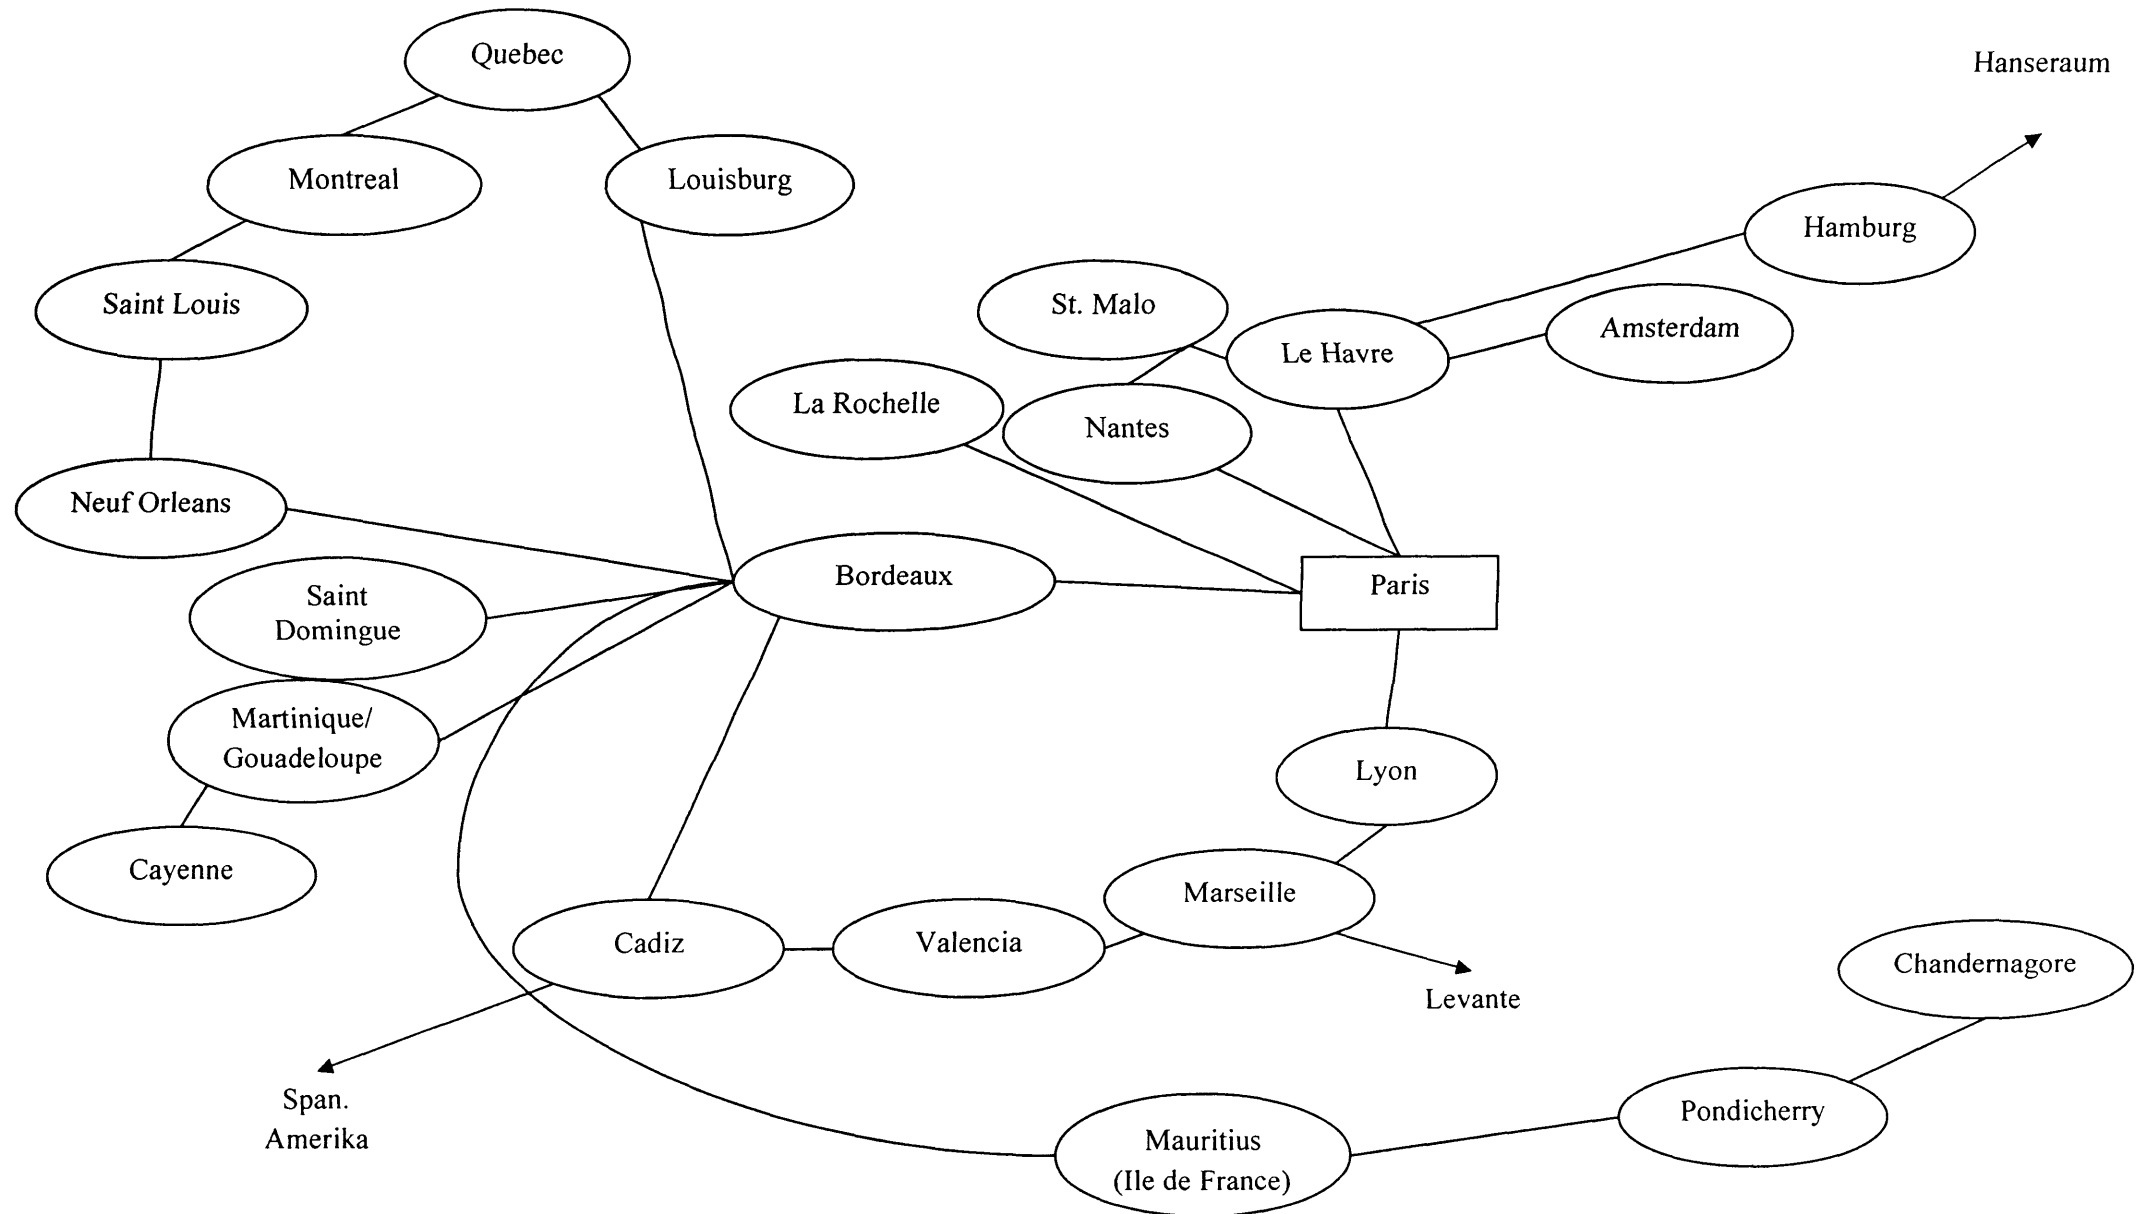 Quebec
Hanseraum
Montreal
Louisburg
Hamburg
Saint Louis
St. Malo
Le Havre
Amsterdam
La Rochelle
Nantes
Neuf Orleans
Bordeaux
Paris
Saint
Domingue
Martinique/
Gouadeloupe
Lyon
Cayenne
Marseille
Cadiz
Valencia
Chandernagore
Levante
Span.
Amerika
Pondicherry
Mauritius
(Ile de France)